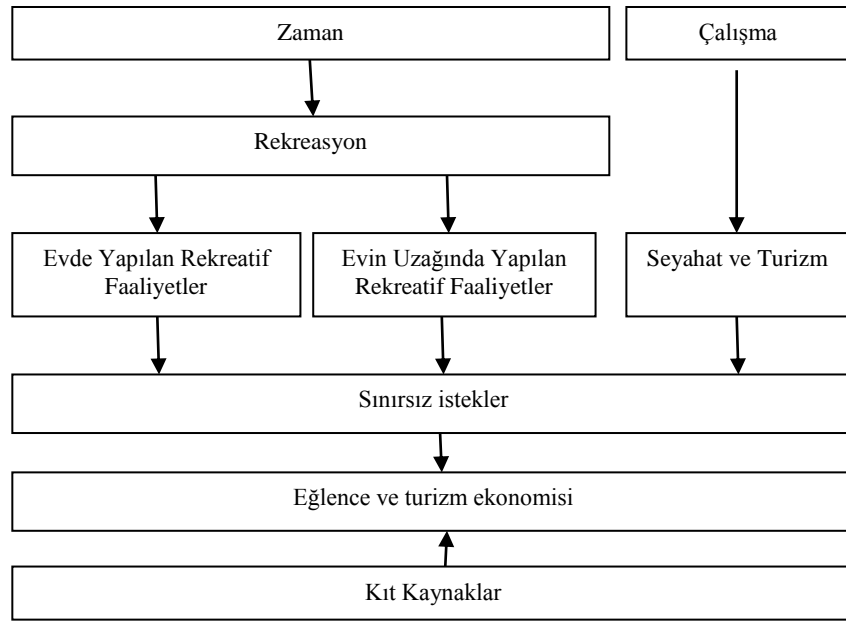 Zaman
Çalışma
Rekreasyon
Evde Yapılan Rekreatif
Faaliyetler
Evin Uzağında Yapılan
Rekreatif Faaliyetler
Seyahat ve Turizm
Sınırsız istekler
Eğlence ve turizm ekonomisi
Kıt Kaynaklar